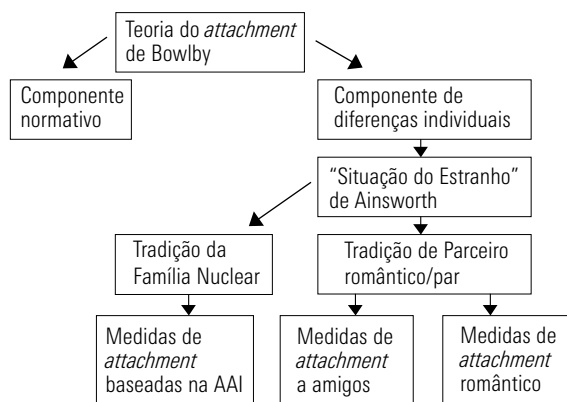 Teoria do attachment
de Bowlby
Componente
normativo
Componente de
diferenças individuais
“Situação do Estranho”
de Ainsworth
Tradição da
Família Nuclear
Tradição de Parceiro
romântico/par
Medidas de
attachment
baseadas na AAI
Medidas de
attachment
a amigos
Medidas de
attachment
romântico